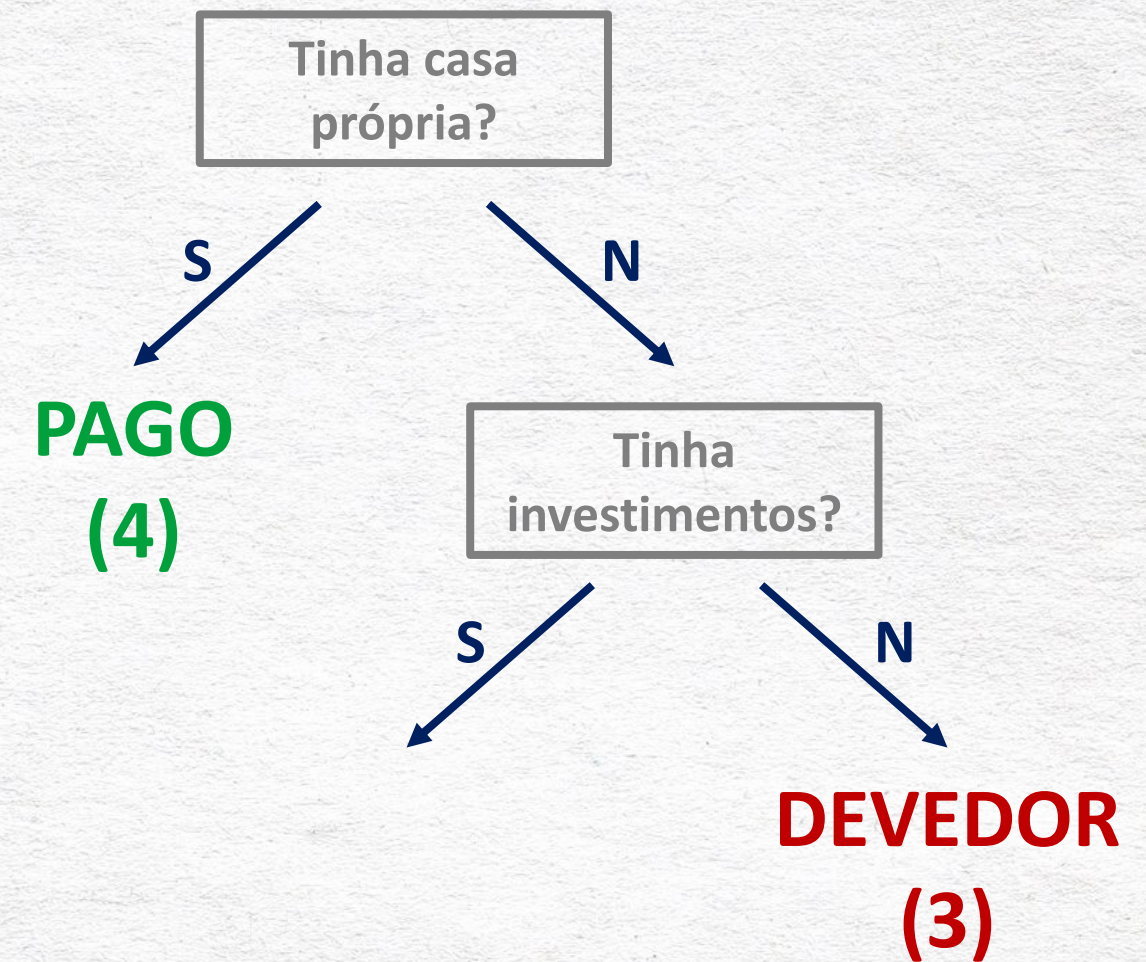 Tinha casa
própria?
S
N
PAGO
(4)
Tinha
investimentos?
S
N
DEVEDOR
(3)